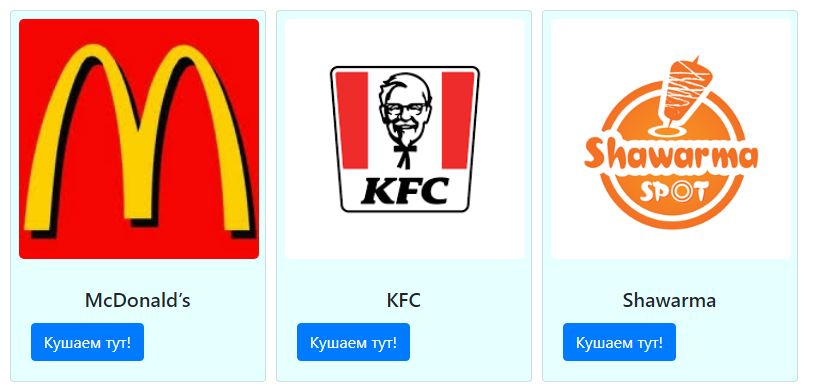 KFC
Shawarma
SPOT
McDonald’s
KFC
Shawarma
Кушаем тут!
Кушаем тут!
Кушаем тут!